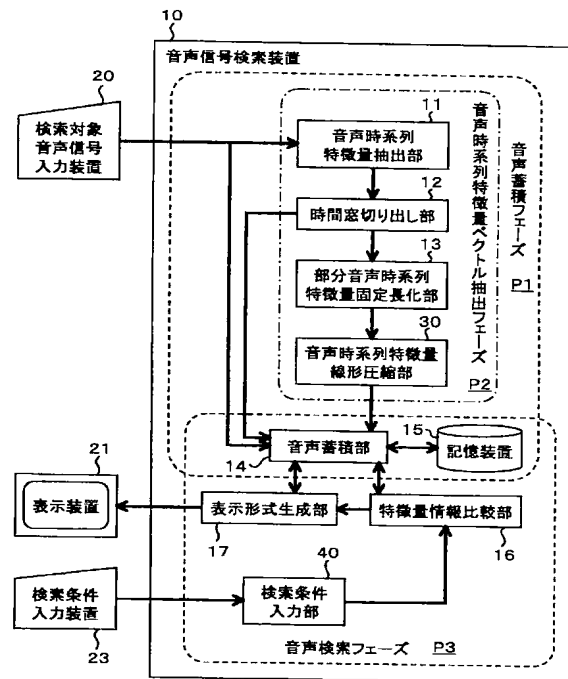 10
音声信号検索装置
20
検索対象
音声信号
入力装置
11
音声時系列
特徴量抽出部
12
時間窓切り出し部
13
部分音声時系列
特徴量固定長化部
30
音声時系列特徴量
線形圧縮部
音声時系列特徴量ベクトル抽出フェーズ
P2
音声蓄積フェーズ
P1
音声蓄積部
14
15
記憶装置
21
表示装置
表示形式生成部
17
特徴量情報比較部
16
検索条件
入力装置
23
40
検索条件
入力部
音声検索フェーズ
P3